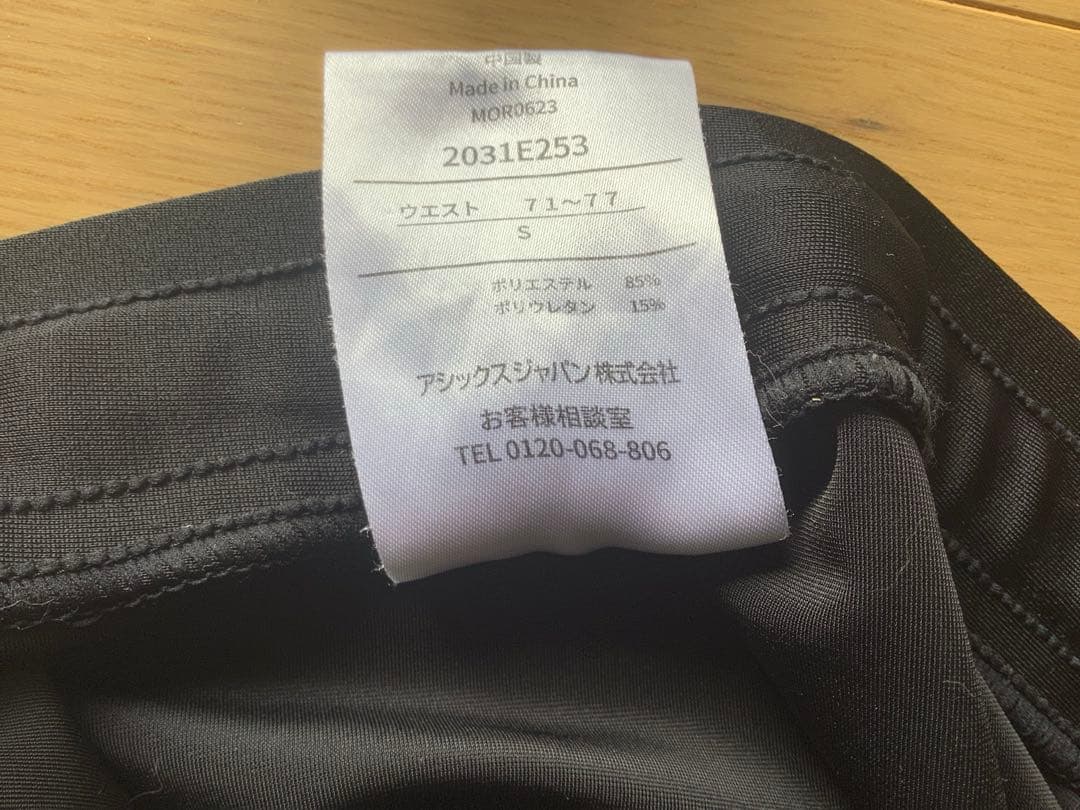 中国製
Made in China
MOR0623
2031E253
ウエスト 71～77
S
ポリエステル 85%
ポリウレタン 15%
アシックスジャパン株式会社
お客様相談室
TEL 0120-068-806